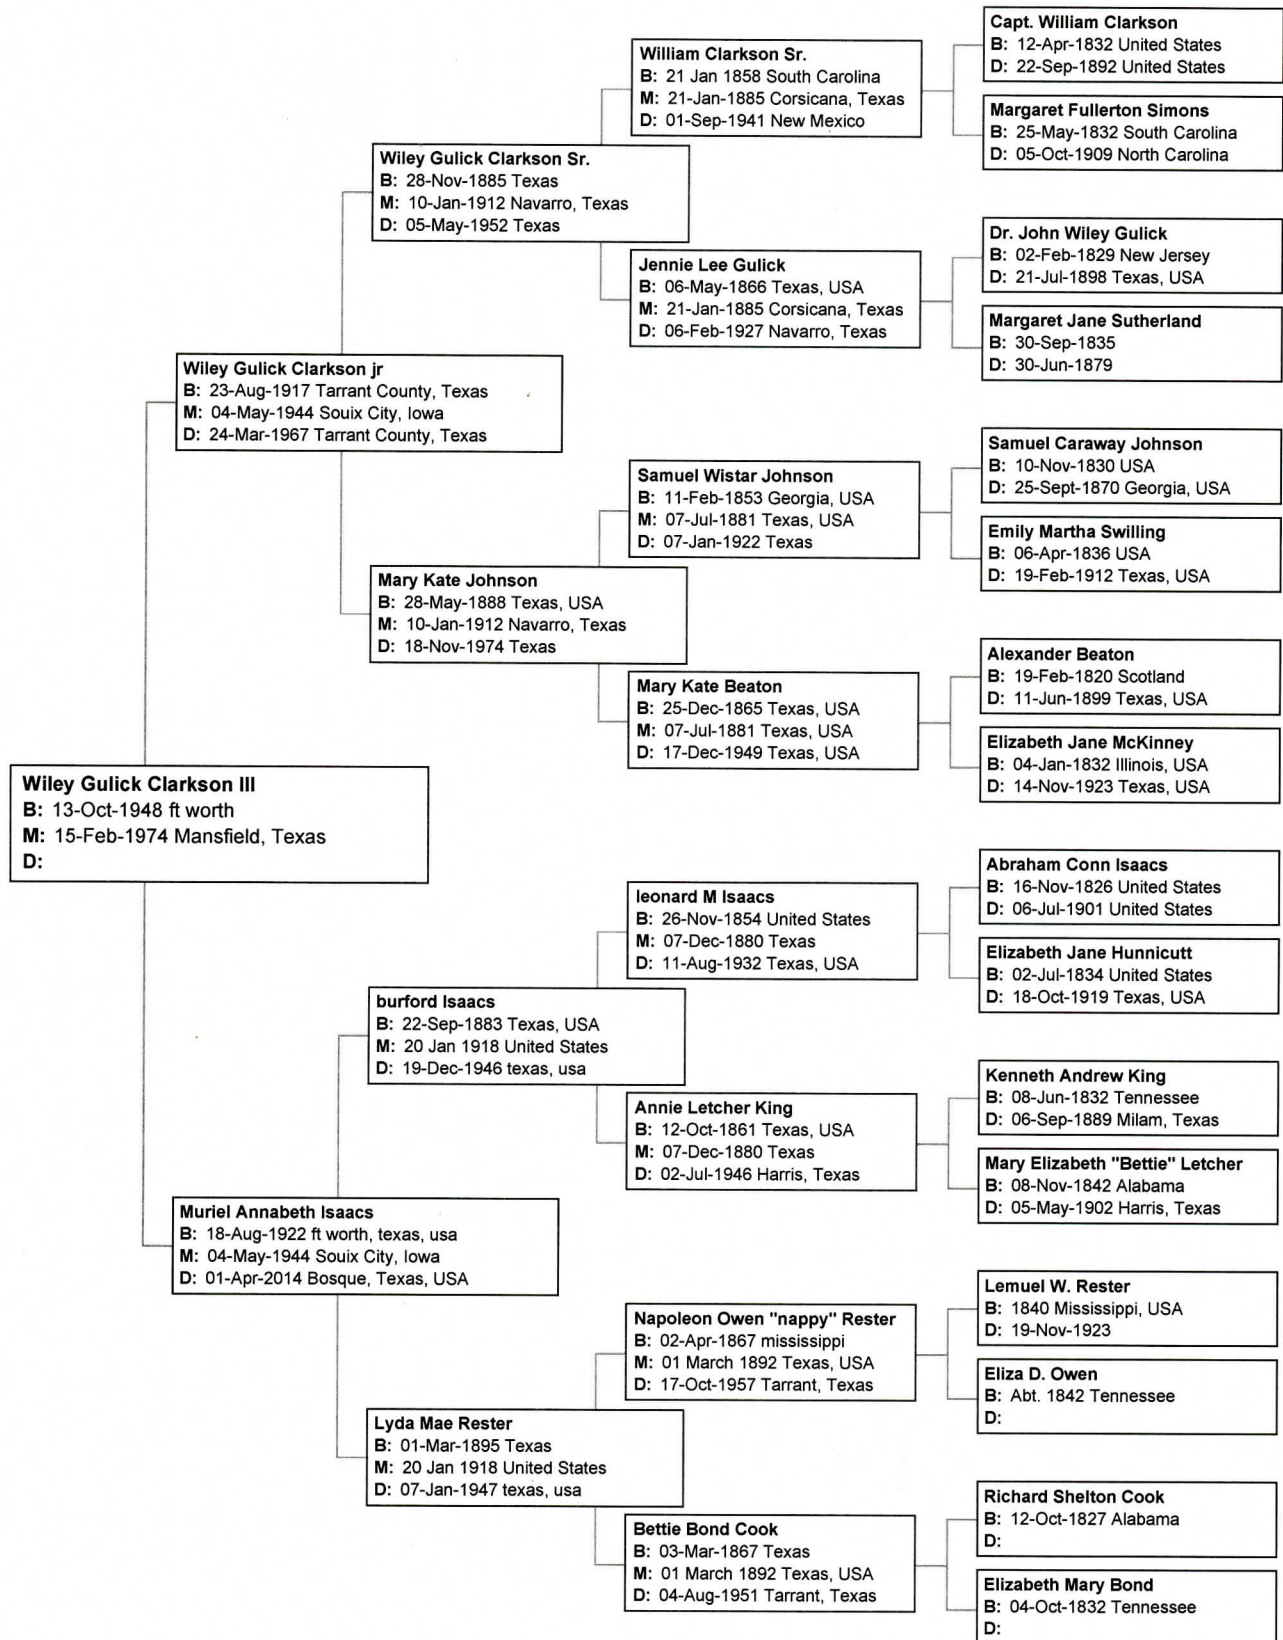 Capt. William Clarkson
B: 12-Apr-1832 United States
D: 22-Sep-1892 United States
William Clarkson Sr.
B: 21 Jan 1858 South Carolina
M: 21-Jan-1885 Corsicana, Texas
D: 01-Sep-1941 New Mexico
Margaret Fullerton Simons
B: 25-May-1832 South Carolina
D: 05-Oct-1909 North Carolina
Wiley Gulick Clarkson Sr.
B: 28-Nov-1885 Texas
M: 10-Jan-1912 Navarro, Texas
D: 05-May-1952 Texas
Dr. John Wiley Gulick
B: 02-Feb-1829 New Jersey
D: 21-Jul-1898 Texas, USA
Jennie Lee Gulick
B: 06-May-1866 Texas, USA
M: 21-Jan-1885 Corsicana, Texas
D: 06-Feb-1927 Navarro, Texas
Margaret Jane Sutherland
B: 30-Sep-1835
D: 30-Jun-1879
Wiley Gulick Clarkson jr
B: 23-Aug-1917 Tarrant County, Texas
M: 04-May-1944 Souix City, Iowa
D: 24-Mar-1967 Tarrant County, Texas
Samuel Caraway Johnson
B: 10-Nov-1830 USA
D: 25-Sept-1870 Georgia, USA
Samuel Wistar Johnson
B: 11-Feb-1853 Georgia, USA
M: 07-Jul-1881 Texas, USA
D: 07-Jan-1922 Texas
Emily Martha Swilling
B: 06-Apr-1836 USA
D: 19-Feb-1912 Texas, USA
Mary Kate Johnson
B: 28-May-1888 Texas, USA
M: 10-Jan-1912 Navarro, Texas
D: 18-Nov-1974 Texas
Alexander Beaton
B: 19-Feb-1820 Scotland
D: 11-Jun-1899 Texas, USA
Mary Kate Beaton
B: 25-Dec-1865 Texas, USA
M: 07-Jul-1881 Texas, USA
D: 17-Dec-1949 Texas, USA
Elizabeth Jane McKinney
B: 04-Jan-1832 Illinois, USA
D: 14-Nov-1923 Texas, USA
Wiley Gulick Clarkson III
B: 13-Oct-1948 ft worth
M: 15-Feb-1974 Mansfield, Texas
D:
Abraham Conn Isaacs
B: 16-Nov-1826 United States
D: 06-Jul-1901 United States
leonard M Isaacs
B: 26-Nov-1854 United States
M: 07-Dec-1880 Texas
D: 11-Aug-1932 Texas, USA
Elizabeth Jane Hunnicutt
B: 02-Jul-1834 United States
D: 18-Oct-1919 Texas, USA
burford Isaacs
B: 22-Sep-1883 Texas, USA
M: 20 Jan 1918 United States
D: 19-Dec-1946 texas, usa
Kenneth Andrew King
B: 08-Jun-1832 Tennessee
D: 06-Sep-1889 Milam, Texas
Annie Letcher King
B: 12-Oct-1861 Texas, USA
M: 07-Dec-1880 Texas
D: 02-Jul-1946 Harris, Texas
Mary Elizabeth "Bettie" Letcher
B: 08-Nov-1842 Alabama
D: 05-May-1902 Harris, Texas
Muriel Annabeth Isaacs
B: 18-Aug-1922 ft worth, texas, usa
M: 04-May-1944 Souix City, Iowa
D: 01-Apr-2014 Bosque, Texas, USA
Lemuel W. Rester
B: 1840 Mississippi, USA
D: 19-Nov-1923
Napoleon Owen "nappy" Rester
B: 02-Apr-1867 mississippi
M: 01 March 1892 Texas, USA
D: 17-Oct-1957 Tarrant, Texas
Eliza D. Owen
B: Abt. 1842 Tennessee
D:
Lyda Mae Rester
B: 01-Mar-1895 Texas
M: 20 Jan 1918 United States
D: 07-Jan-1947 texas, usa
Richard Shelton Cook
B: 12-Oct-1827 Alabama
D:
Bettie Bond Cook
B: 03-Mar-1867 Texas
M: 01 March 1892 Texas, USA
D: 04-Aug-1951 Tarrant, Texas
Elizabeth Mary Bond
B: 04-Oct-1832 Tennessee
D: